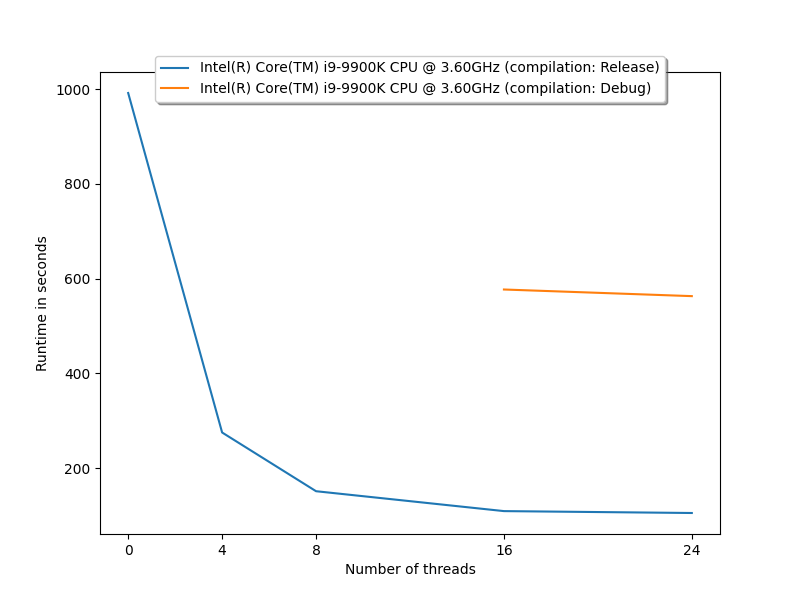 Intel(R) Core(TM) i9-9900K CPU @ 3.60GHz (compilation: Release)
Intel(R) Core(TM) i9-9900K CPU @ 3.60GHz (compilation: Debug)
1000
800
600
400
200
Runtime in seconds
0 4 8 16 24
Number of threads